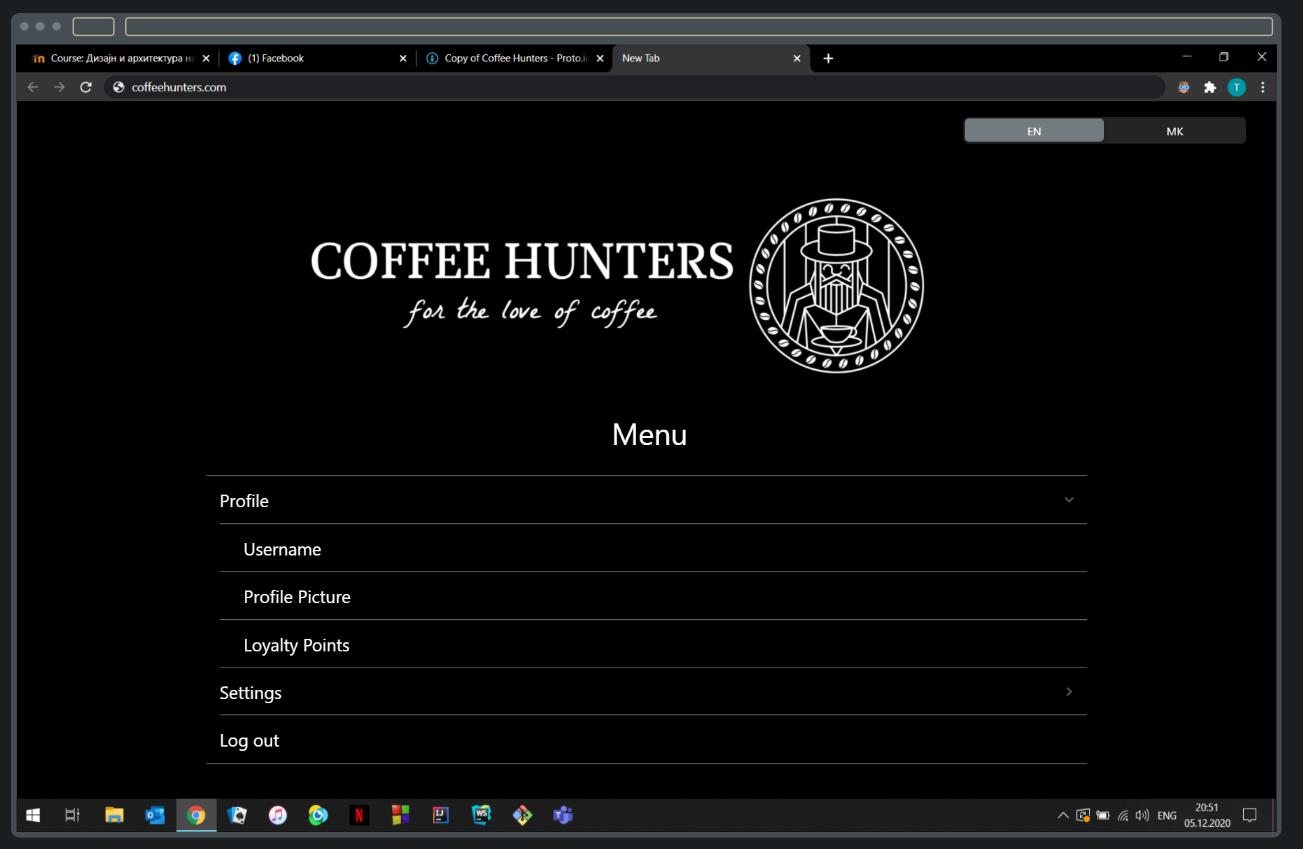 Course: Дизајн и архитектура на
(1) Facebook
Copy of Coffee Hunters - Proto.io
New Tab
coffeehunters.com
T
EN
MK
COFFEE HUNTERS
for the love of coffee
Menu
Profile
Username
Profile Picture
Loyalty Points
Settings
Log out
ENG
20:51
05.12.2020